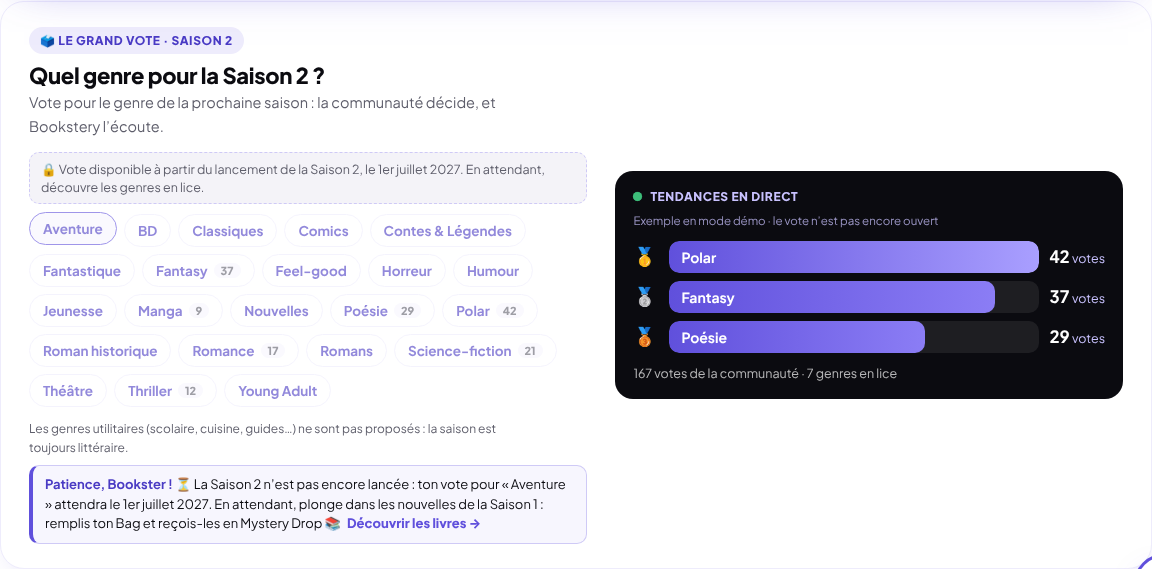 🗳️ LE GRAND VOTE · SAISON 2
Quel genre pour la Saison 2 ?
Vote pour le genre de la prochaine saison : la communauté décide, et
Bookstery l'écoute.
🔒 Vote disponible à partir du lancement de la Saison 2, le 1er juillet 2027. En attendant,
découvre les genres en lice.
Aventure BD Classiques Comics Contes & Légendes
Fantastique Fantasy 37 Feel-good Horreur Humour
Jeunesse Manga 9 Nouvelles Poésie 29 Polar 42
Roman historique Romance 17 Romans Science-fiction 21
Théâtre Thriller 12 Young Adult
Les genres utilitaires (scolaire, cuisine, guides…) ne sont pas proposés : la saison est
toujours littéraire.
Patience, Bookster ! ⏳ La Saison 2 n'est pas encore lancée : ton vote pour « Aventure
» attendra le 1er juillet 2027. En attendant, plonge dans les nouvelles de la Saison 1 :
remplis ton Bag et reçois-les en Mystery Drop 📚 Découvrir les livres →
TENDANCES EN DIRECT
Exemple en mode démo · le vote n'est pas encore ouvert
🥇 Polar 42 votes
🥈 Fantasy 37 votes
🥉 Poésie 29 votes
167 votes de la communauté · 7 genres en lice